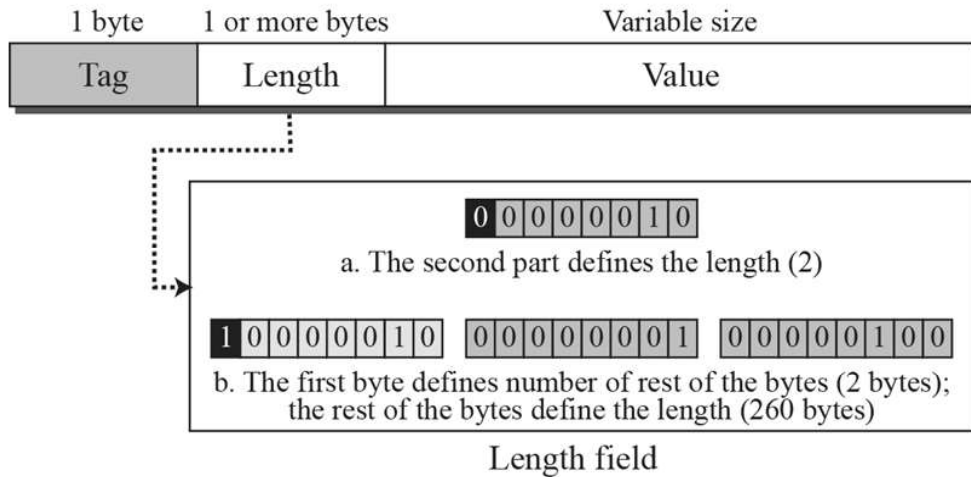 1 byte 1 or more bytes Variable size
Tag Length Value
0 0 0 0 0 0 1 0
a. The second part defines the length (2)
1 0 0 0 0 0 1 0 0 0 0 0 0 0 0 1 0 0 0 0 0 1 0 0
b. The first byte defines number of rest of the bytes (2 bytes);
the rest of the bytes define the length (260 bytes)
Length field